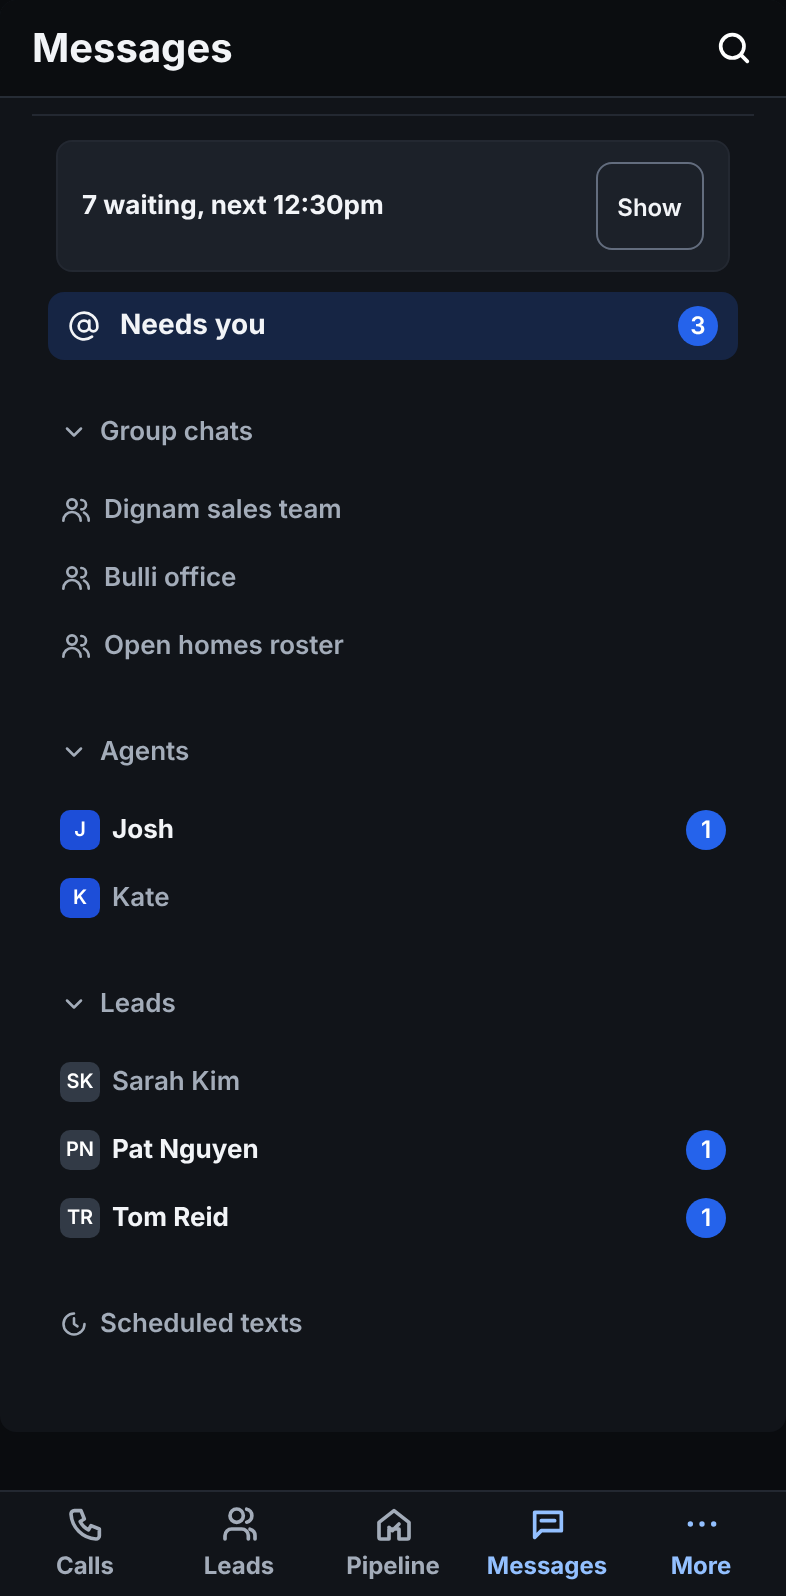 Messages
7 waiting, next 12:30pm
Show
Needs you
3
Group chats
Dignam sales team
Bulli office
Open homes roster
Agents
J Josh 1
K Kate
Leads
SK Sarah Kim
PN Pat Nguyen 1
TR Tom Reid 1
Scheduled texts
Calls Leads Pipeline Messages More